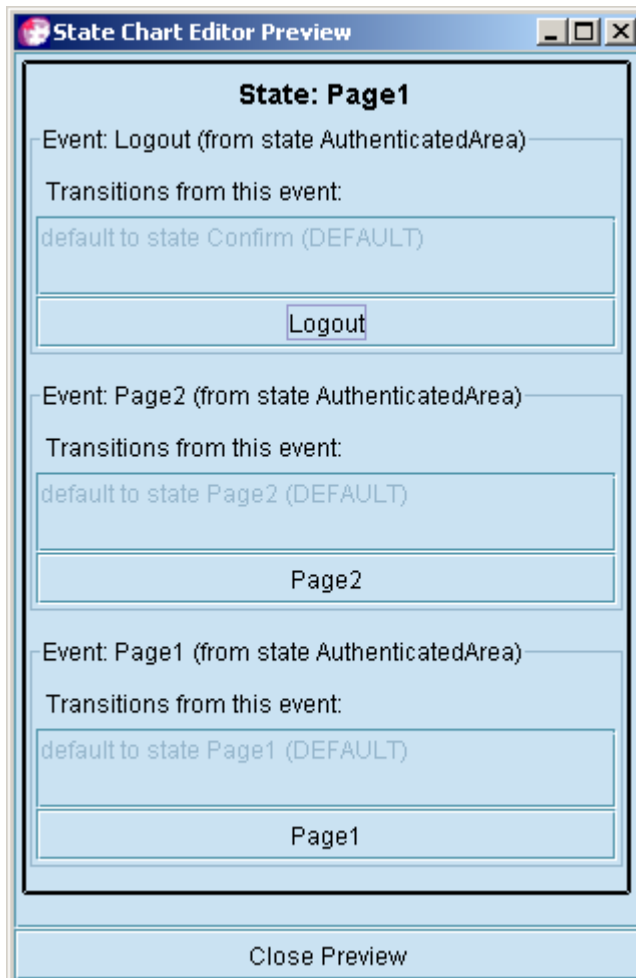 State Chart Editor Preview
State: Page1
Event: Logout (from state AuthenticatedArea)
Transitions from this event:
default to state Confirm (DEFAULT)
Logout
Event: Page2 (from state AuthenticatedArea)
Transitions from this event:
default to state Page2 (DEFAULT)
Page2
Event: Page1 (from state AuthenticatedArea)
Transitions from this event:
default to state Page1 (DEFAULT)
Page1
Close Preview